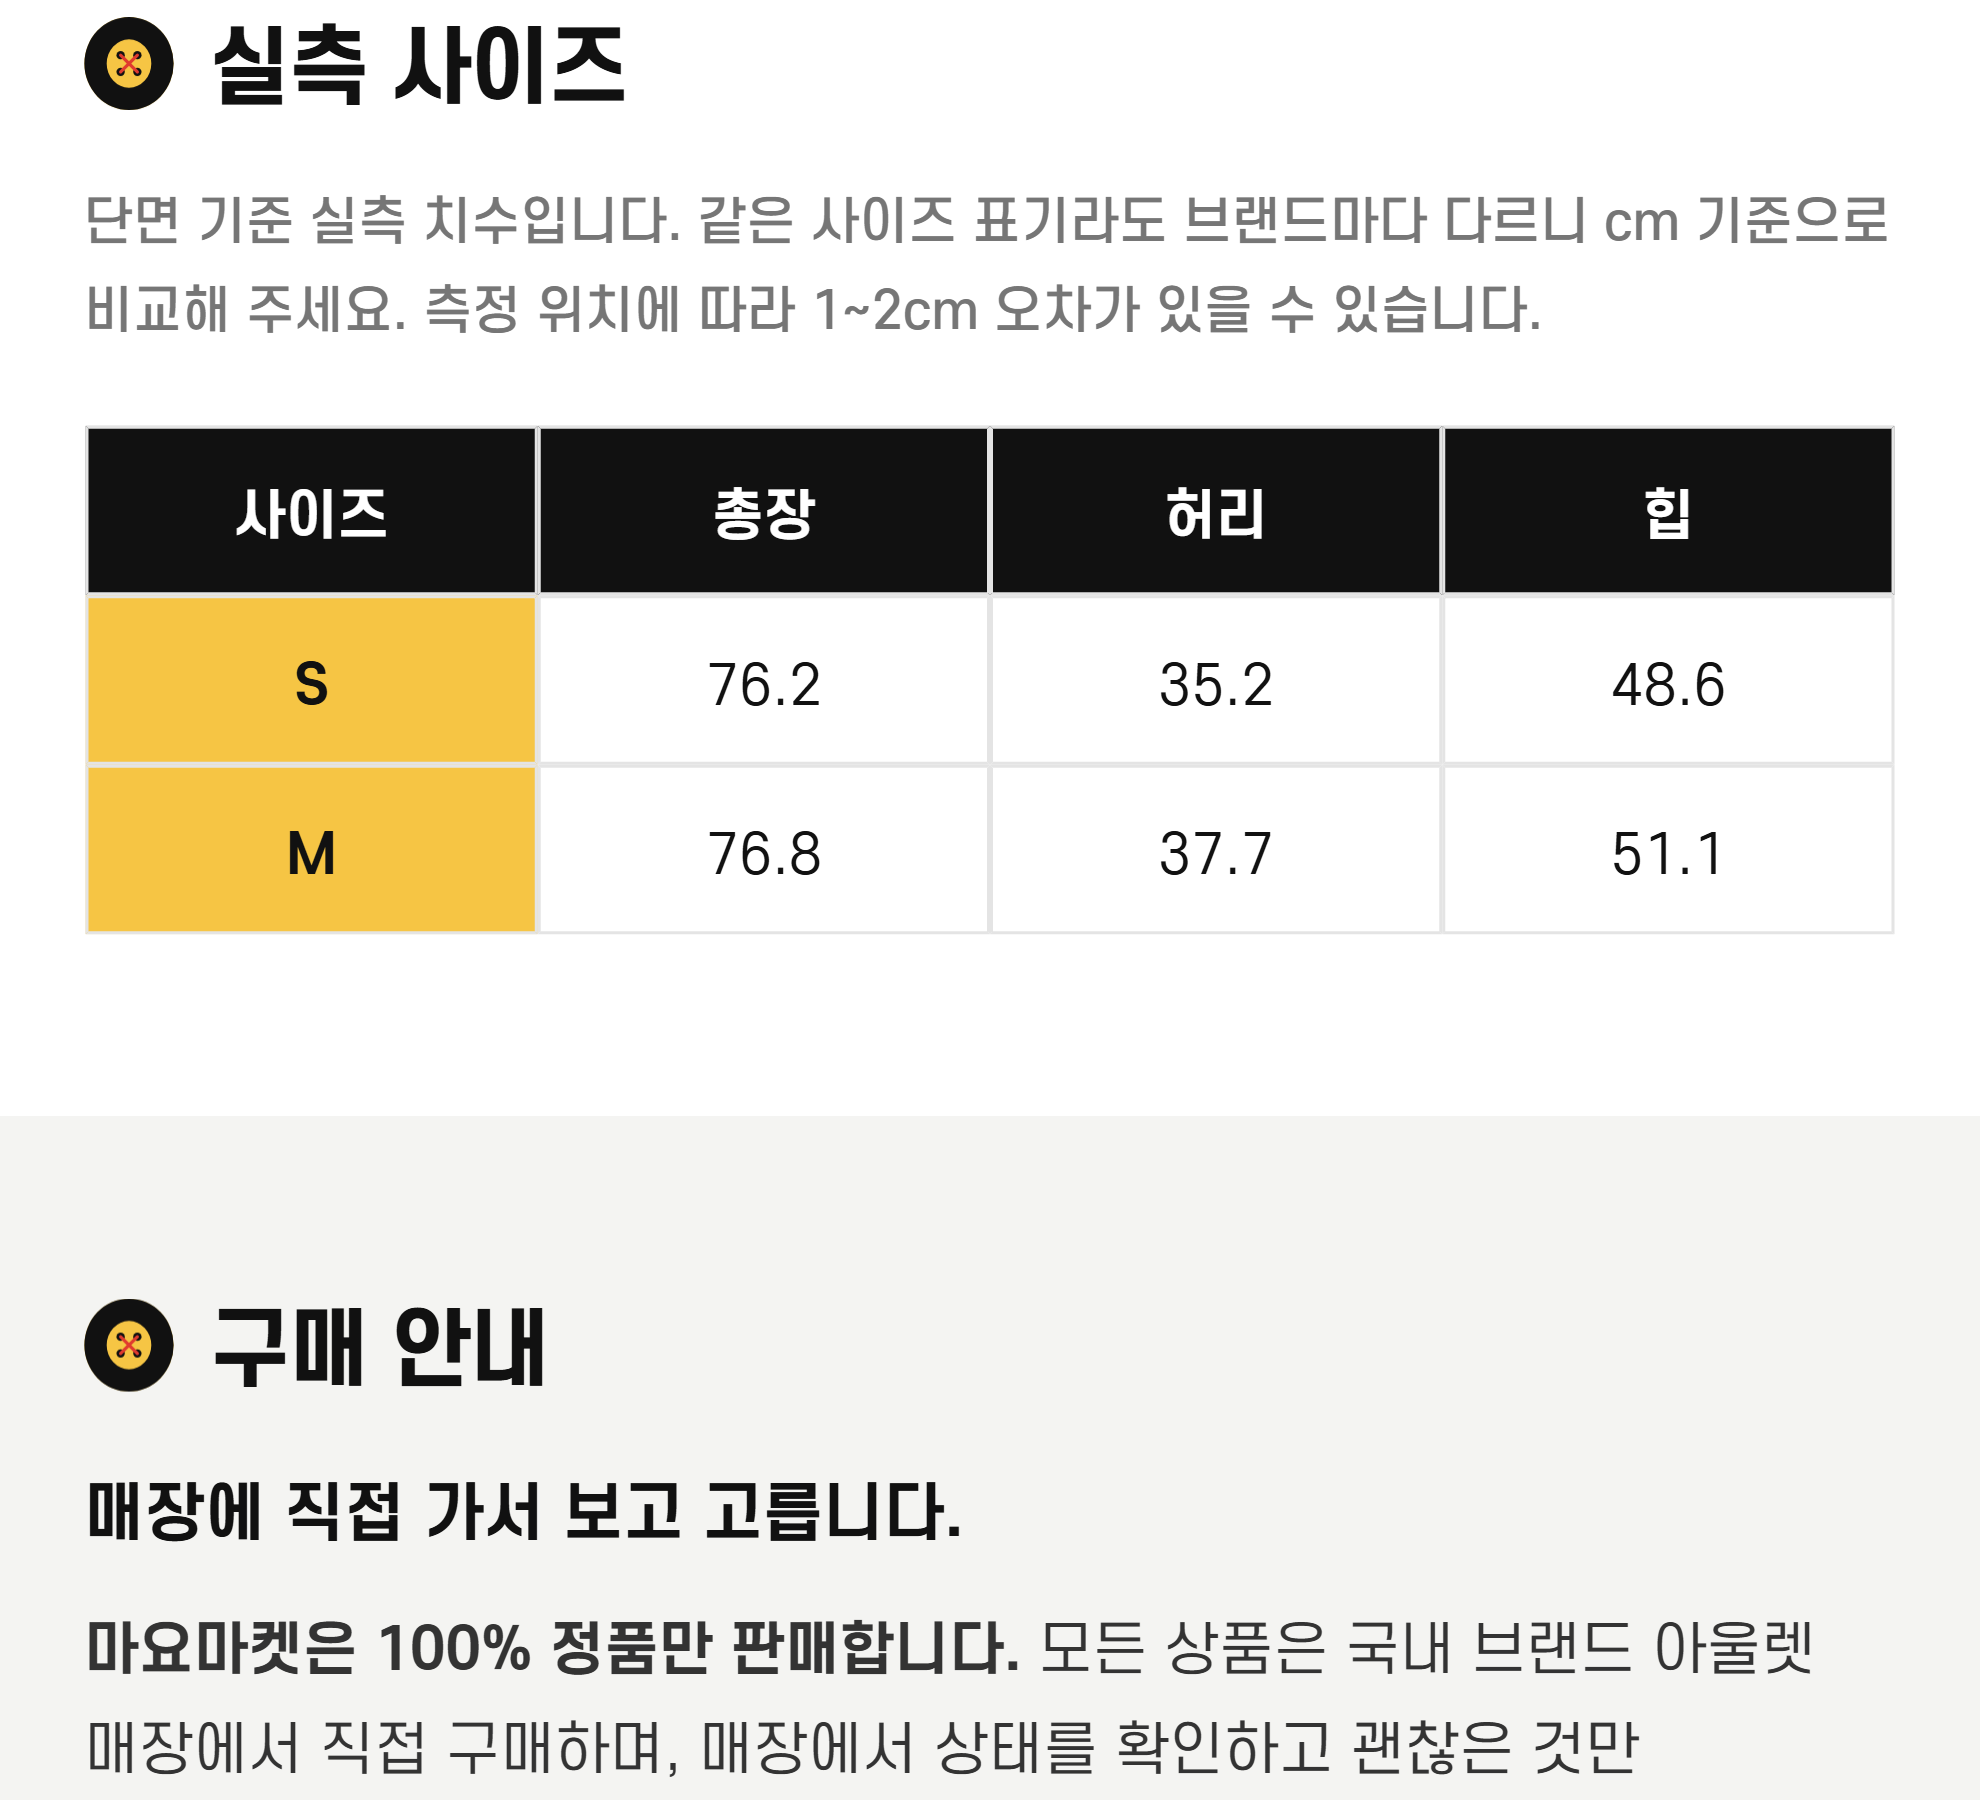 실측 사이즈
단면 기준 실측 치수입니다. 같은 사이즈 표기라도 브랜드마다 다르니 cm 기준으로
비교해 주세요. 측정 위치에 따라 1~2cm 오차가 있을 수 있습니다.
사이즈 총장 허리 힙
S 76.2 35.2 48.6
M 76.8 37.7 51.1
구매 안내
매장에 직접 가서 보고 고릅니다.
마요마켓은 100% 정품만 판매합니다. 모든 상품은 국내 브랜드 아울렛
매장에서 직접 구매하며, 매장에서 상태를 확인하고 괜찮은 것만